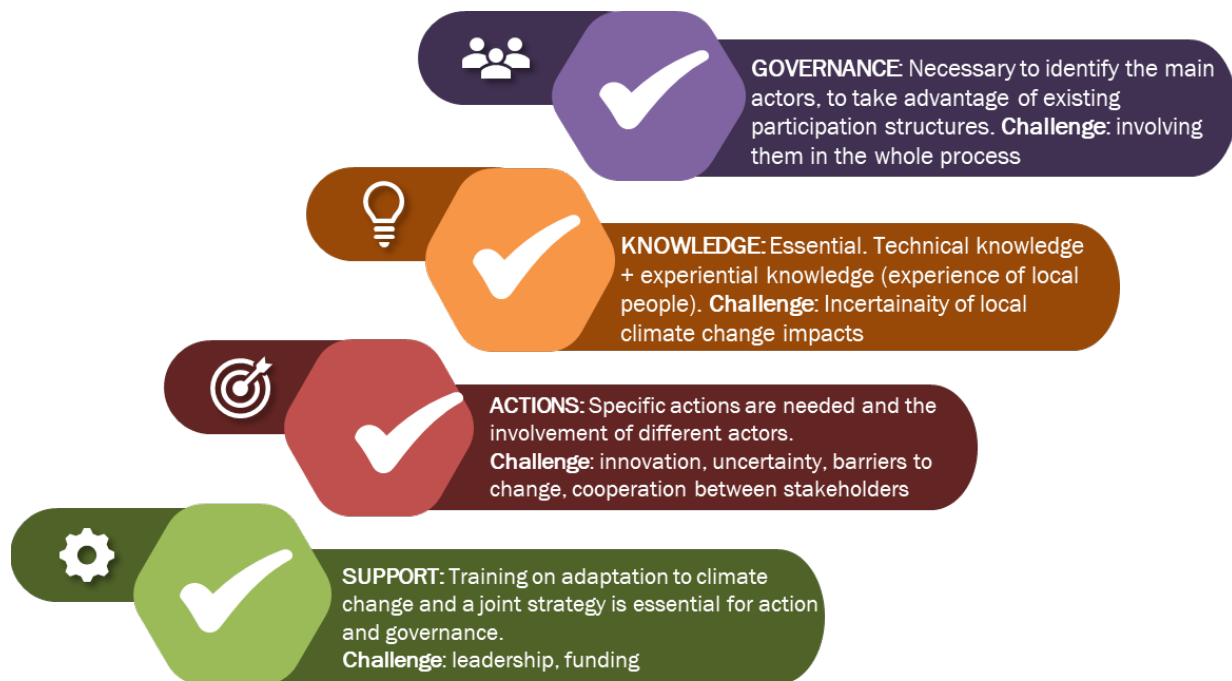 GOVERNANCE: Necessary to identify the main
actors, to take advantage of existing
participation structures. Challenge: involving
them in the whole process
KNOWLEDGE: Essential. Technical knowledge
+ experiential knowledge (experience of local
people). Challenge: Incertainaity of local
climate change impacts
ACTIONS: Specific actions are needed and the
involvement of different actors.
Challenge: innovation, uncertainty, barriers to
change, cooperation between stakeholders
SUPPORT: Training on adaptation to climate
change and a joint strategy is essential for action
and governance.
Challenge: leadership, funding